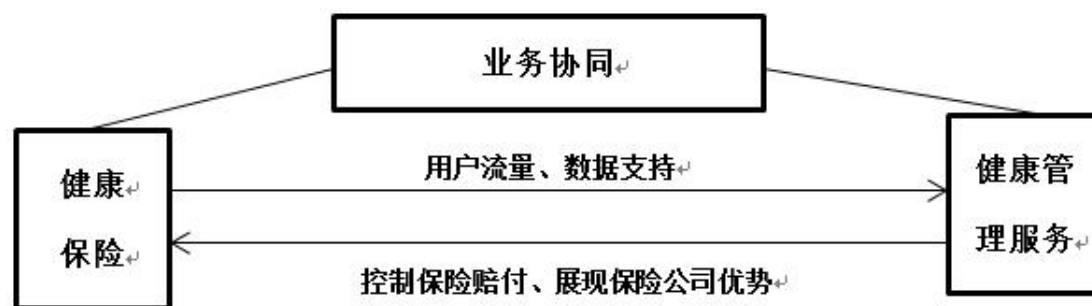 业务协同
用户流量、数据支持
健康
保险
健康管
理服务
控制保险赔付、展现保险公司优势